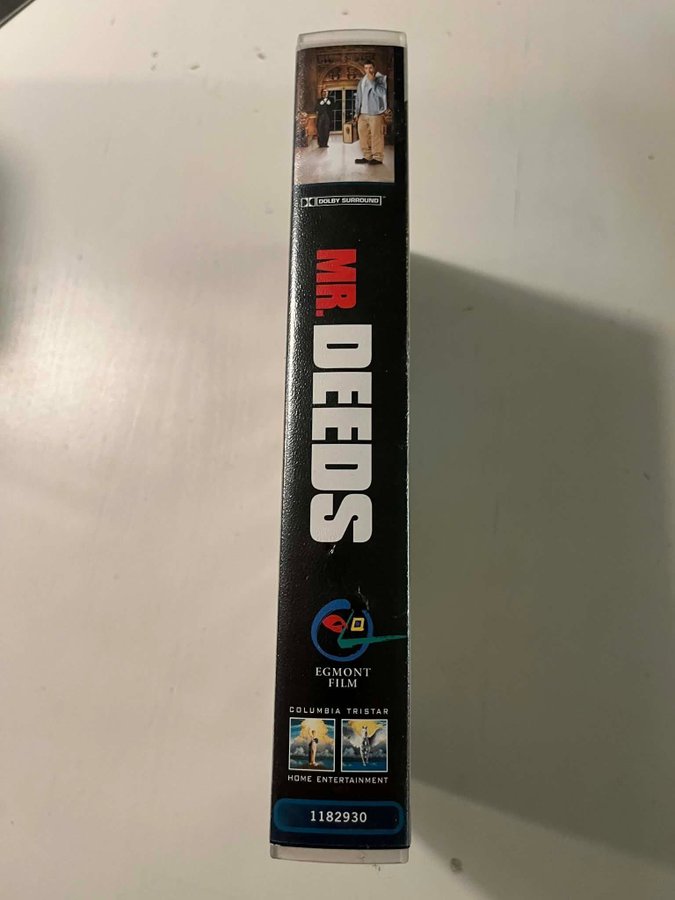 DOLBY SURROUND
MR. DEEDS
EGMONT
FILM
COLUMBIA TRISTAR
HOME ENTERTAINMENT
1182930